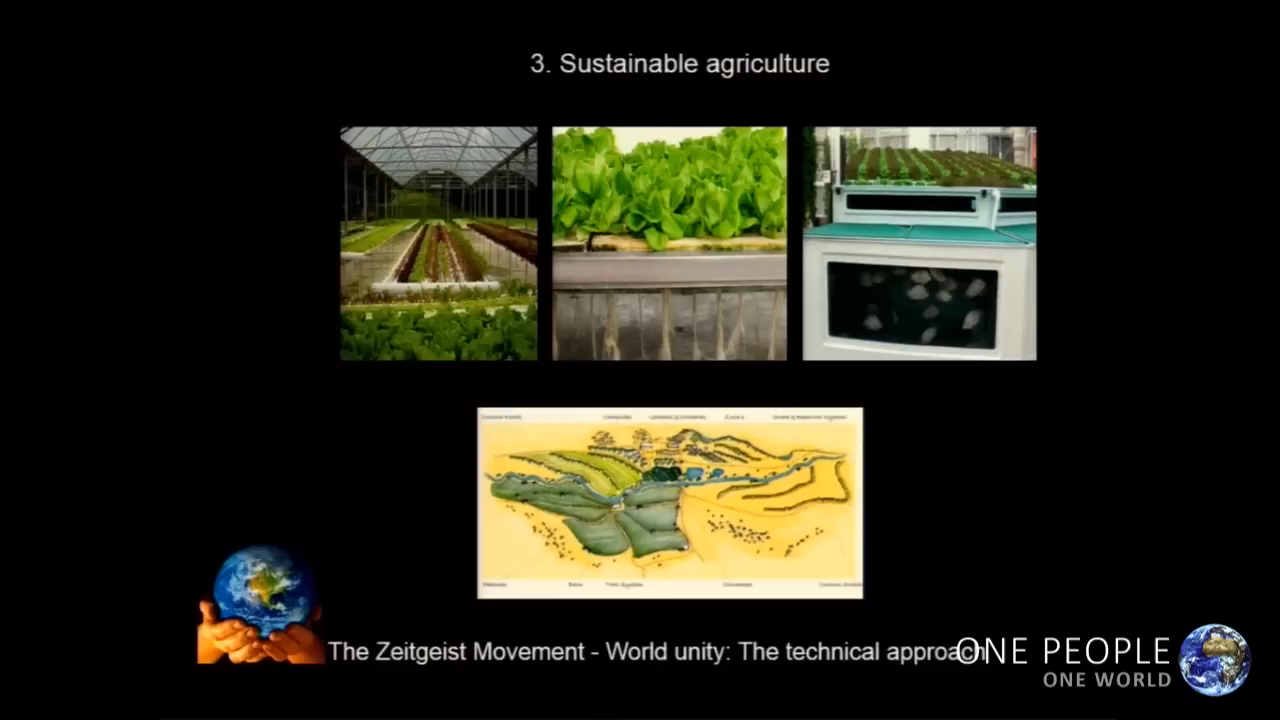 3. Sustainable agriculture
The Zeitgeist Movement - World unity: The technical approach
ONE PEOPLE
ONE WORLD